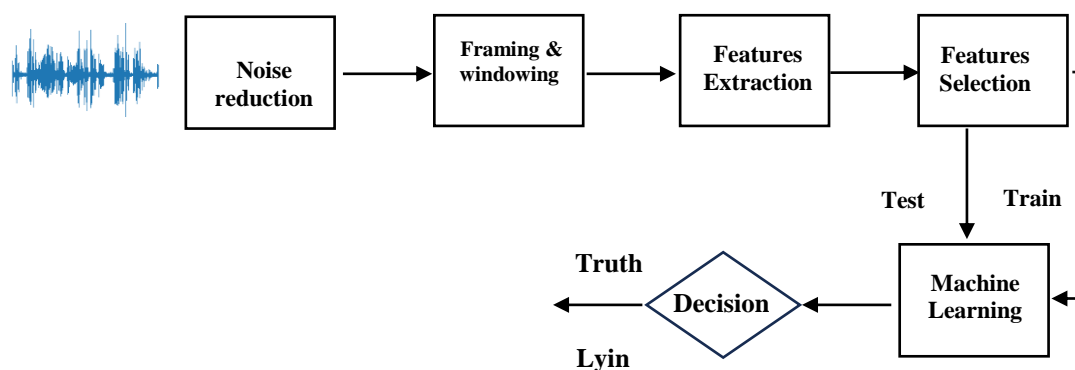 Noise
reduction
Framing &
windowing
Features
Extraction
Features
Selection
Test
Train
Machine
Learning
Decision
Truth
Lyin